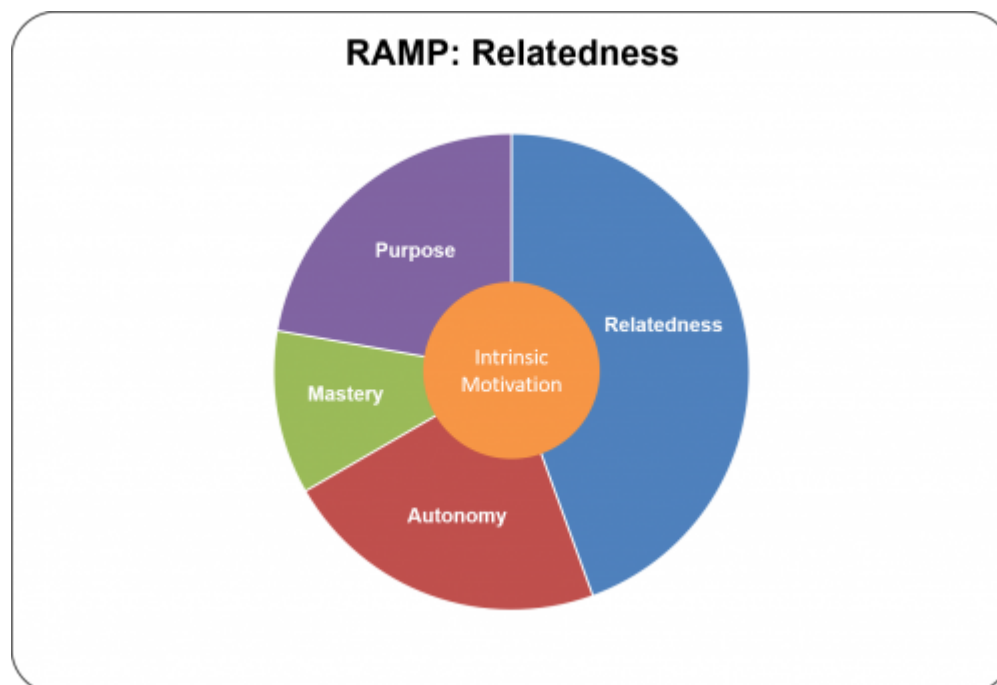 RAMP: Relatedness
Purpose
Relatedness
Intrinsic
Motivation
Mastery
Autonomy